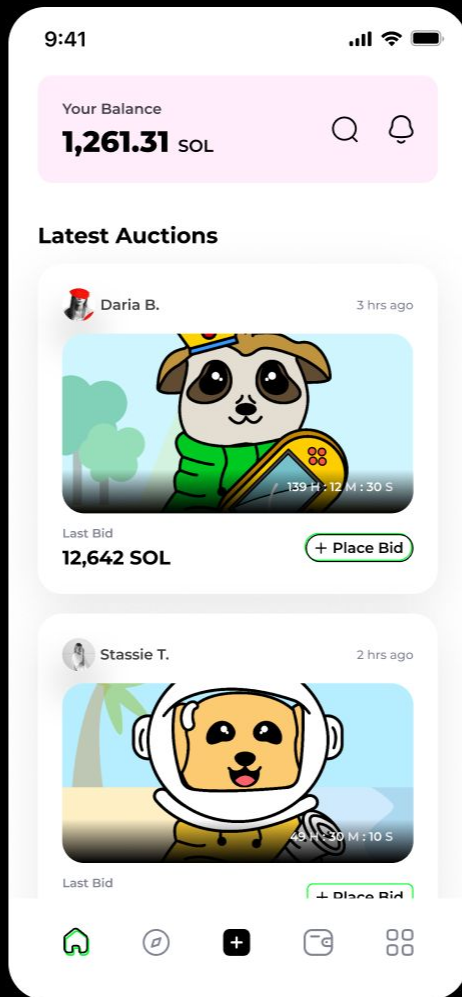 9:41
Your Balance
1,261.31 SOL
Latest Auctions
Daria B.
3 hrs ago
139 H : 12 M : 30 S
Last Bid
12,642 SOL
+ Place Bid
Stassie T.
2 hrs ago
49 H : 30 M : 10 S
Last Bid
+ Place Bid